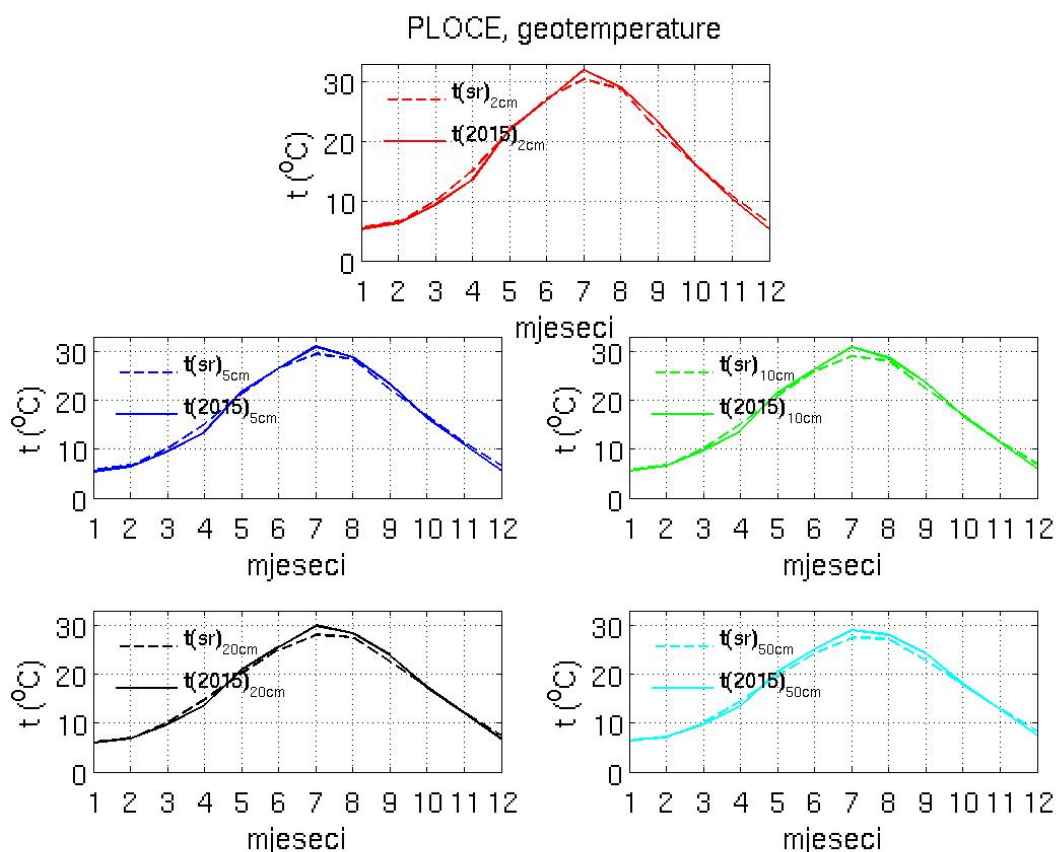 PLOCE, geotemperature
t(sr)2cm
t(2015)2cm
t (°C)
30
20
10
0
1 2 3 4 5 6 7 8 9 10 11 12
mjeseci
t(sr)5cm
t(2015)5cm
t (°C)
30
20
10
0
1 2 3 4 5 6 7 8 9 10 11 12
mjeseci
t(sr)10cm
t(2015)10cm
t (°C)
30
20
10
0
1 2 3 4 5 6 7 8 9 10 11 12
mjeseci
t(sr)20cm
t(2015)20cm
t (°C)
30
20
10
0
1 2 3 4 5 6 7 8 9 10 11 12
mjeseci
t(sr)50cm
t(2015)50cm
t (°C)
30
20
10
0
1 2 3 4 5 6 7 8 9 10 11 12
mjeseci